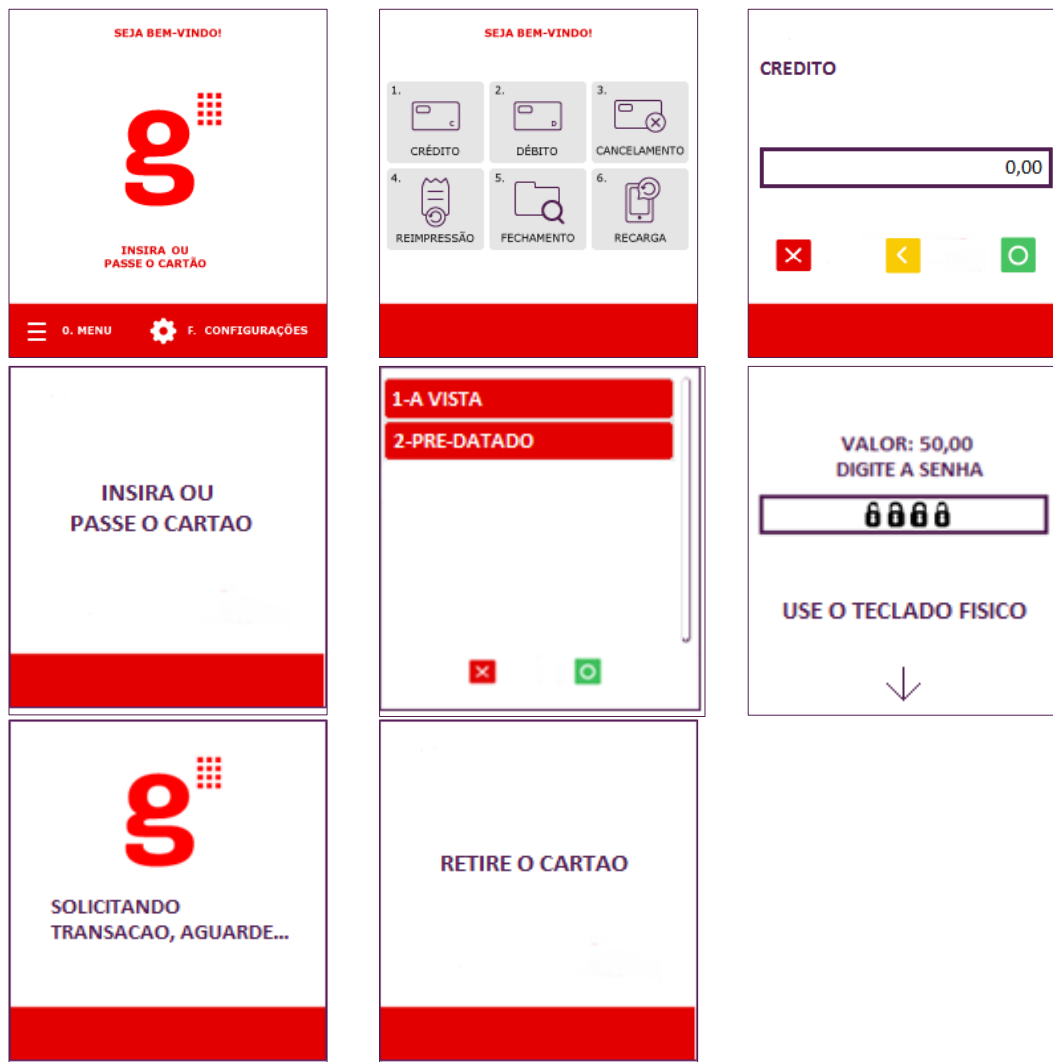 SEJA BEM-VINDO!
g
INSIRA OU
PASSE O CARTÃO
0. MENU
F. CONFIGURAÇÕES
SEJA BEM-VINDO!
1.
C
CRÉDITO
2.
D
DÉBITO
3.
CANCELAMENTO
4.
REIMPRESSÃO
5.
FECHAMENTO
6.
RECARGA
CREDITO
0,00
INSIRA OU
PASSE O CARTAO
1-A VISTA
2-PRE-DATADO
VALOR: 50,00
DIGITE A SENHA
USE O TECLADO FISICO
g
SOLICITANDO
TRANSACAO, AGUARDE...
RETIRE O CARTAO